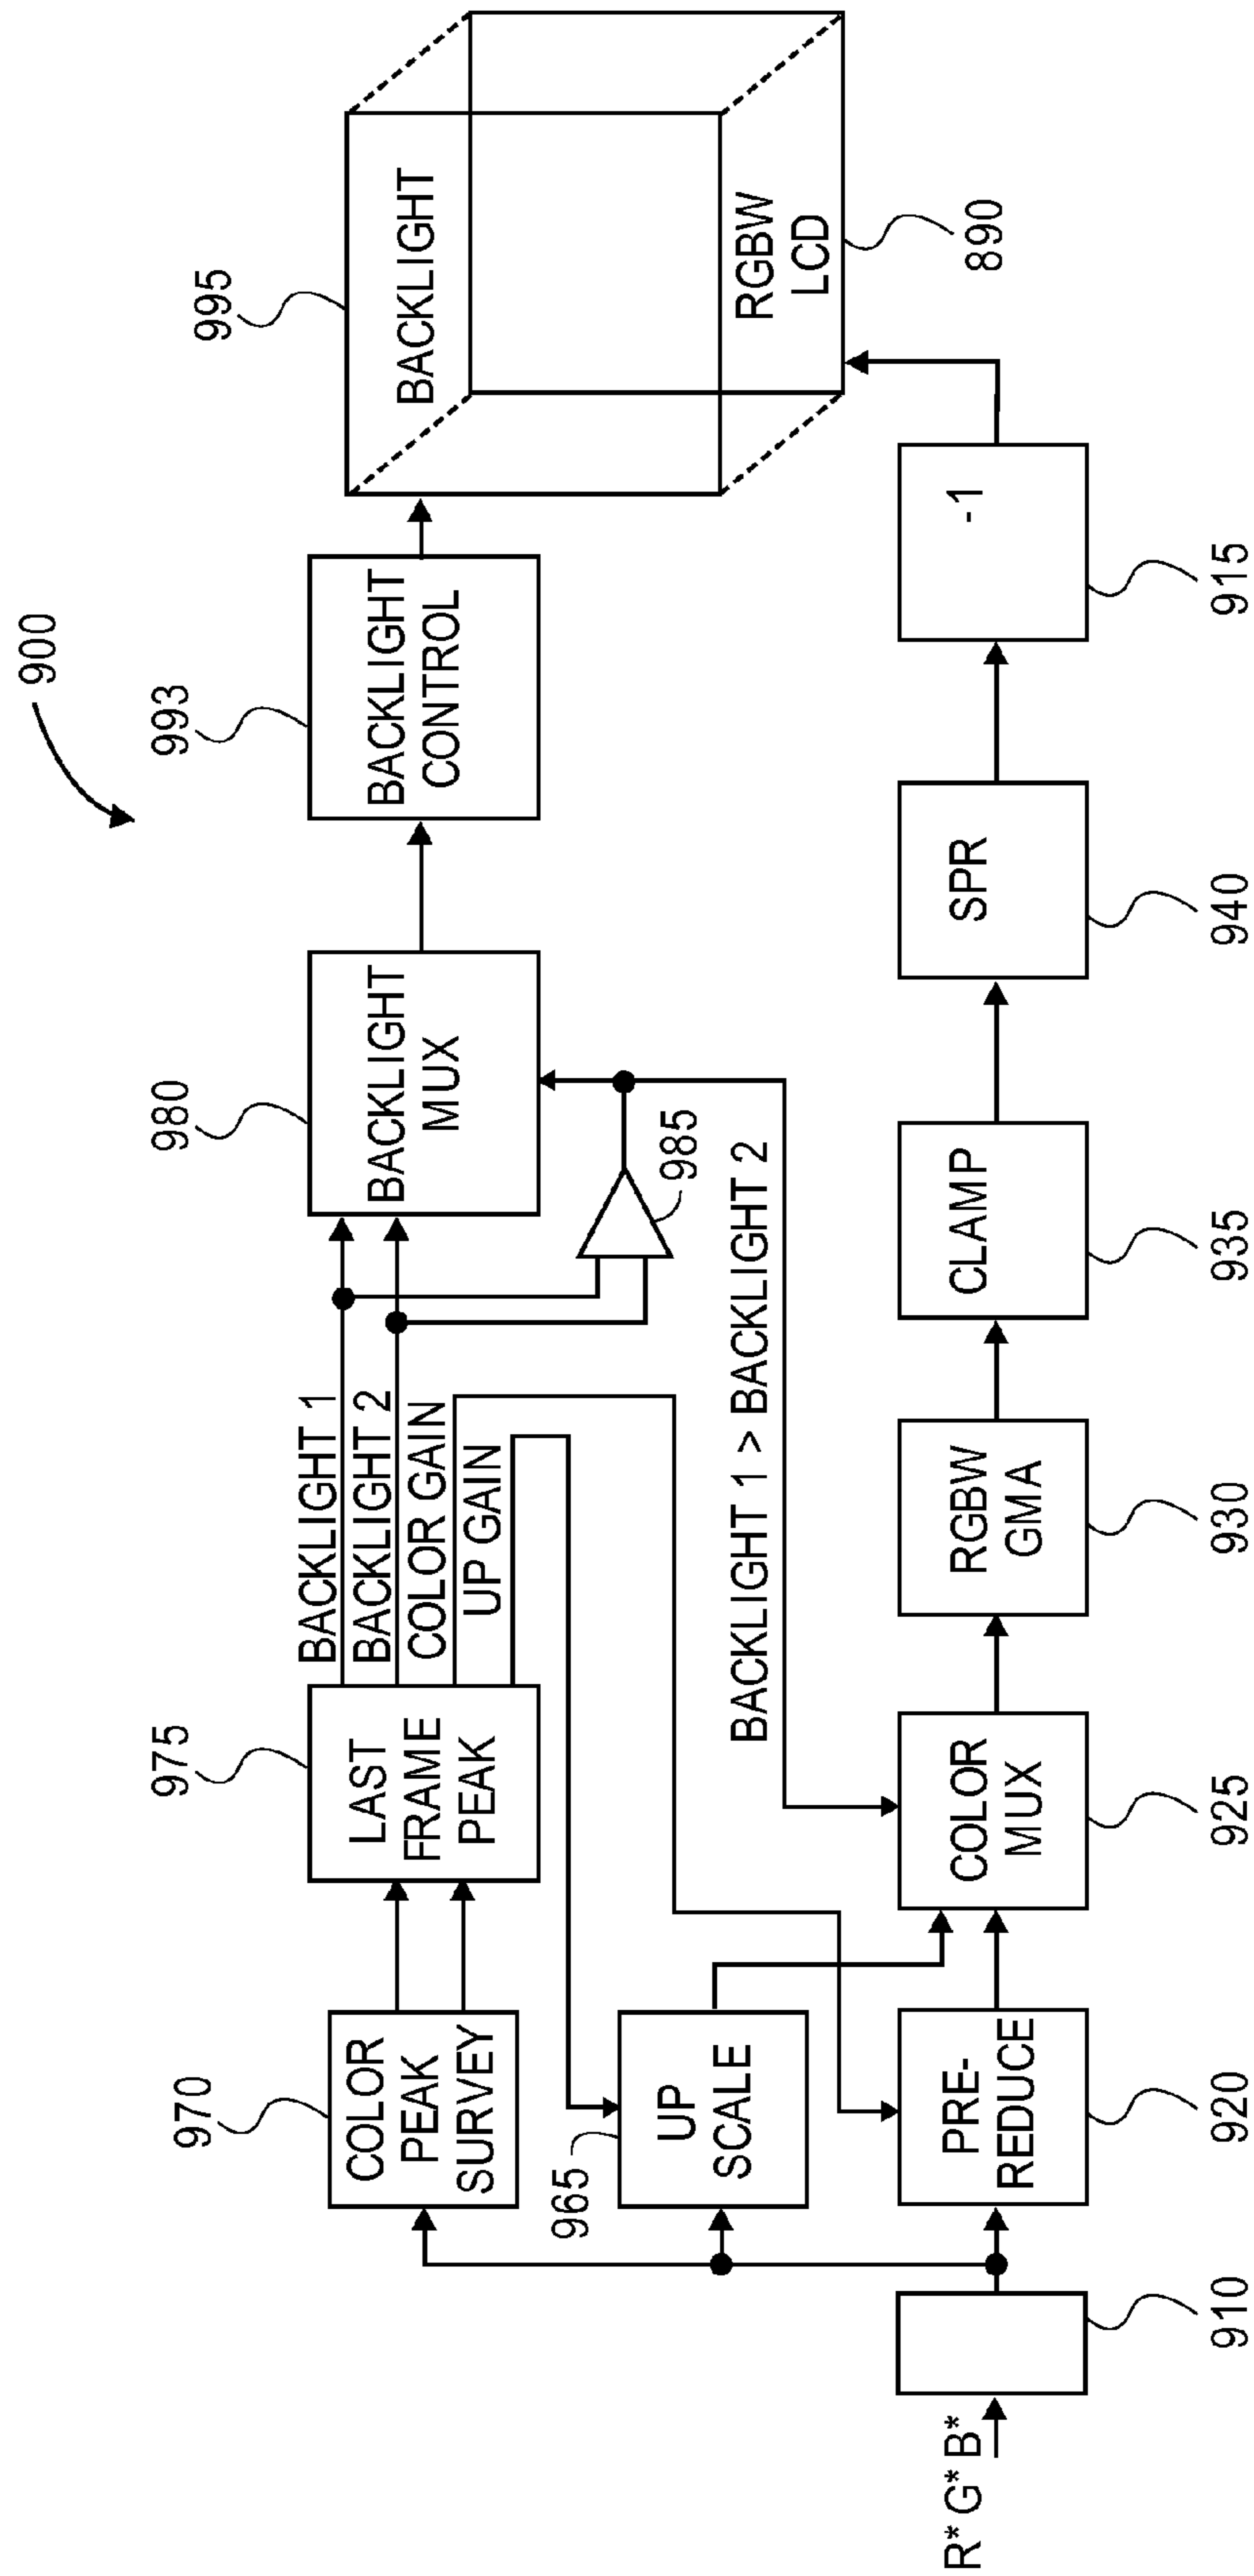 900
970
COLOR
PEAK
SURVEY
975
LAST
FRAME
PEAK
BACKLIGHT 1
BACKLIGHT 2
COLOR GAIN
UP GAIN
980
BACKLIGHT
MUX
993
BACKLIGHT
CONTROL
995
BACKLIGHT
RGBW
LCD
890
985
965
UP
SCALE
BACKLIGHT 1 > BACKLIGHT 2
R* G* B*
910
PRE-
REDUCE
920
COLOR
MUX
925
RGBW
GMA
930
CLAMP
935
SPR
940
-1
915